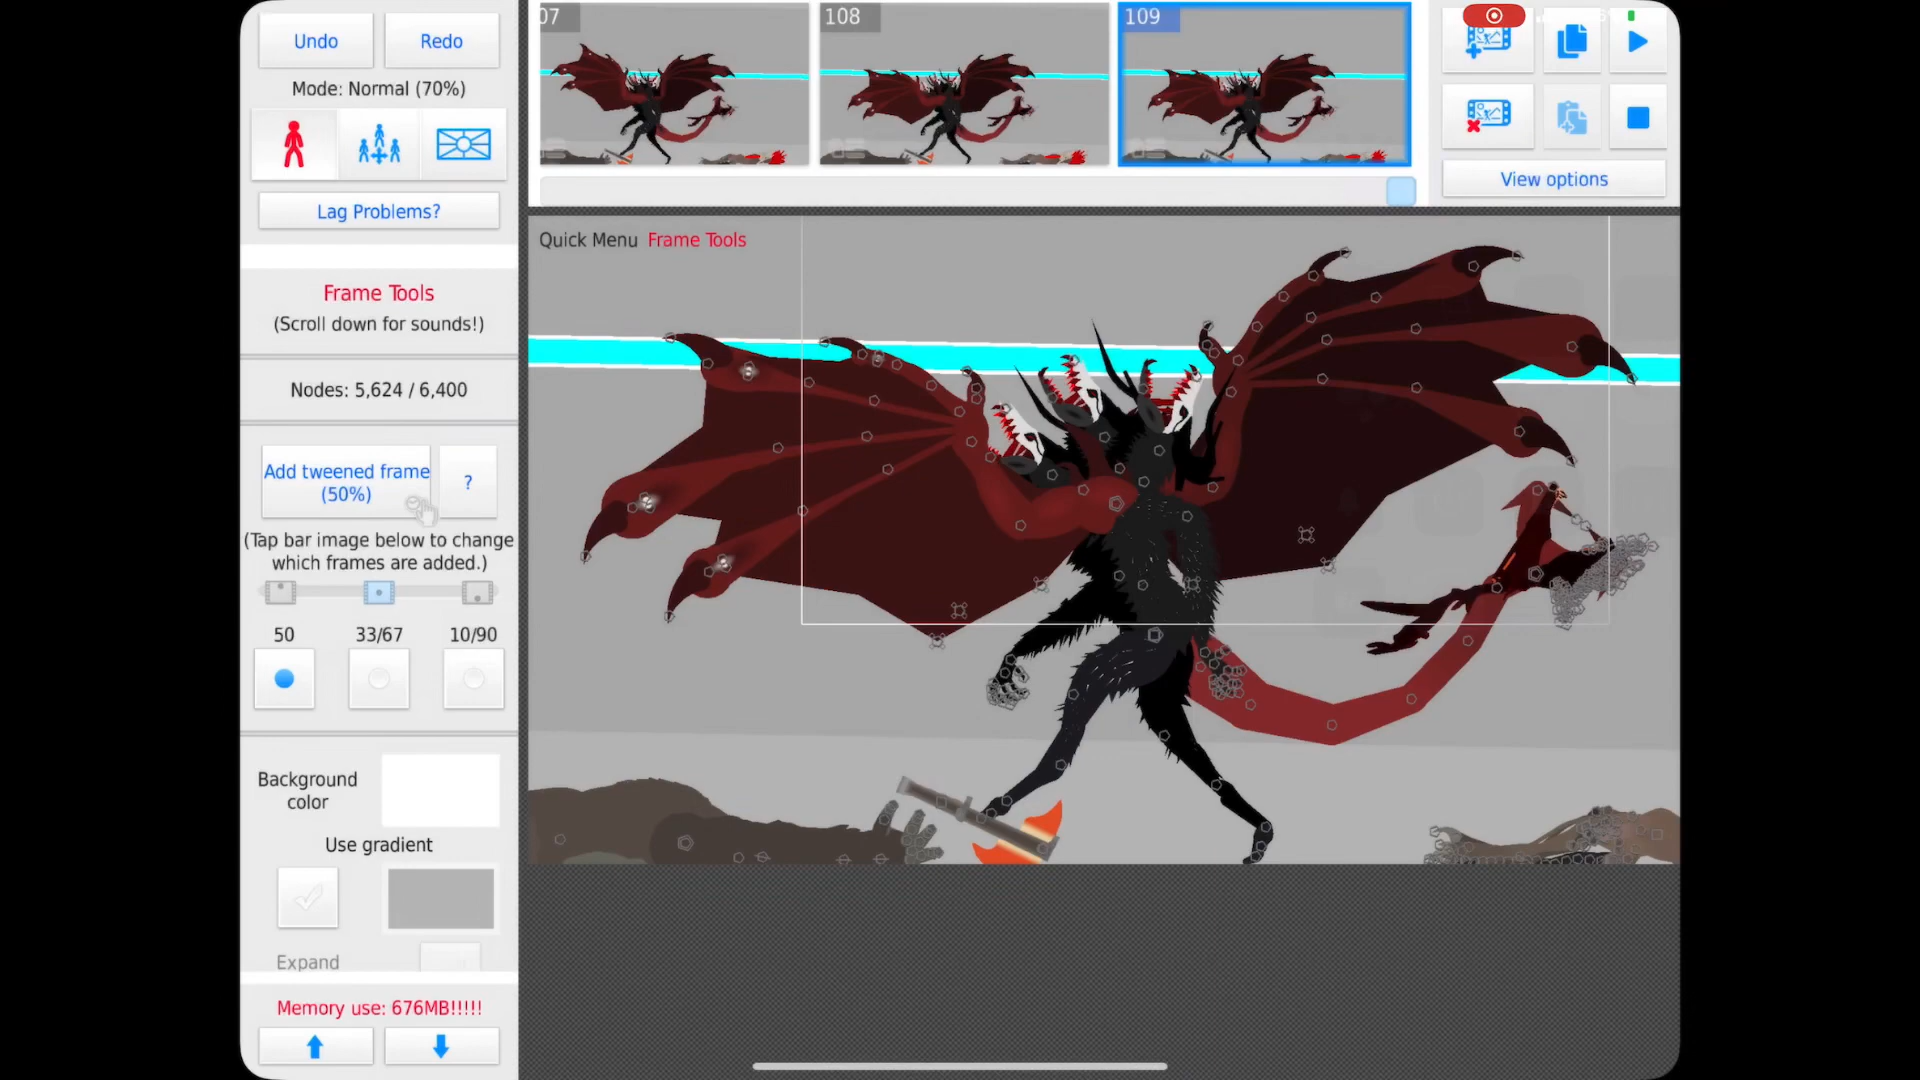 Undo
Redo
Mode: Normal (70%)
Lag Problems?
Frame Tools
(Scroll down for sounds!)
Nodes: 5,624 / 6,400
Add tweened frame
(50%)
?
(Tap bar image below to change
which frames are added.)
50
33/67
10/90
Background
color
Use gradient
Expand
Memory use: 676MB!!!!!
07
108
109
View options
Quick Menu
Frame Tools